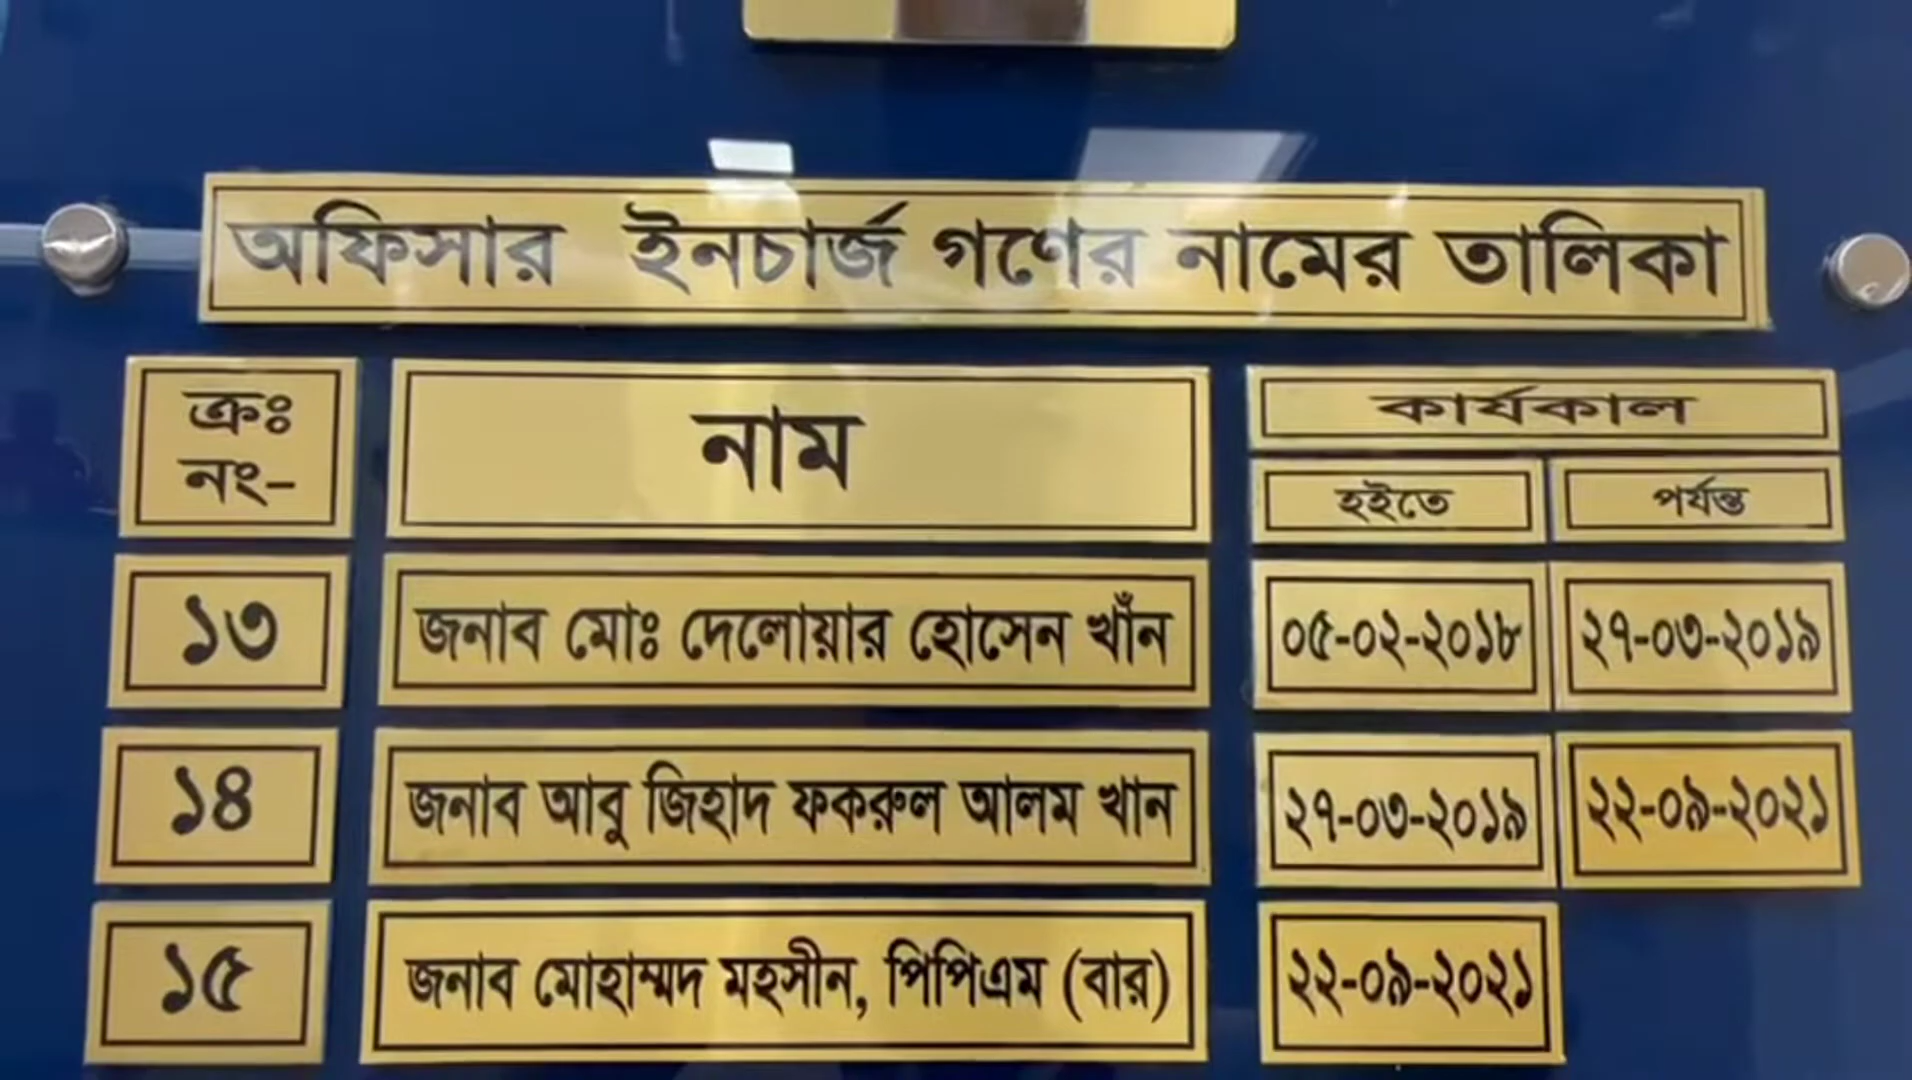 অফিসার ইনচার্জ গণের নামের তালিকা
ক্রঃ
নং-
নাম
কার্যকাল
হইতে পর্যন্ত
১৩ জনাব মোঃ দেলোয়ার হোসেন খাঁন ০৫-০২-২০১৮ ২৭-০৩-২০১৯
১৪ জনাব আবু জিহাদ ফকরুল আলম খান ২৭-০৩-২০১৯ ২২-০৯-২০২১
১৫ জনাব মোহাম্মদ মহসীন, পিপিএম (বার) ২২-০৯-২০২১